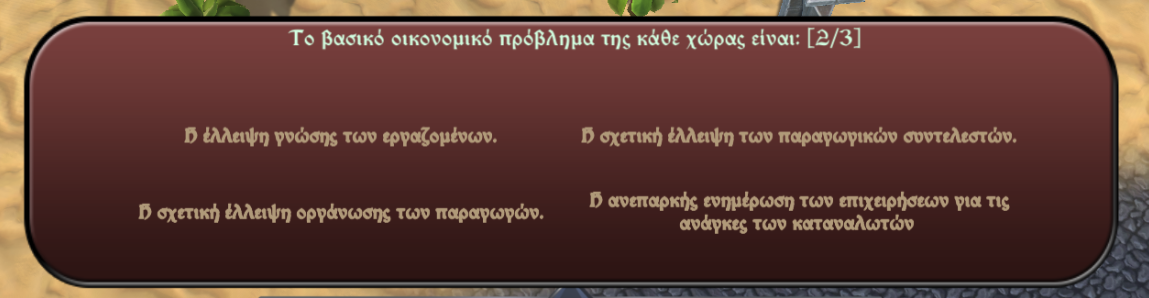 Το βασικό οικονομικό πρόβλημα της κάθε χώρας είναι: [2/3]
Η έλλειψη γνώσης των εργαζομένων.
Η σχετική έλλειψη των παραγωγικών συντελεστών.
Η σχετική έλλειψη οργάνωσης των παραγωγών.
Η ανεπαρκής ενημέρωση των επιχειρήσεων για τις
ανάγκες των καταναλωτών